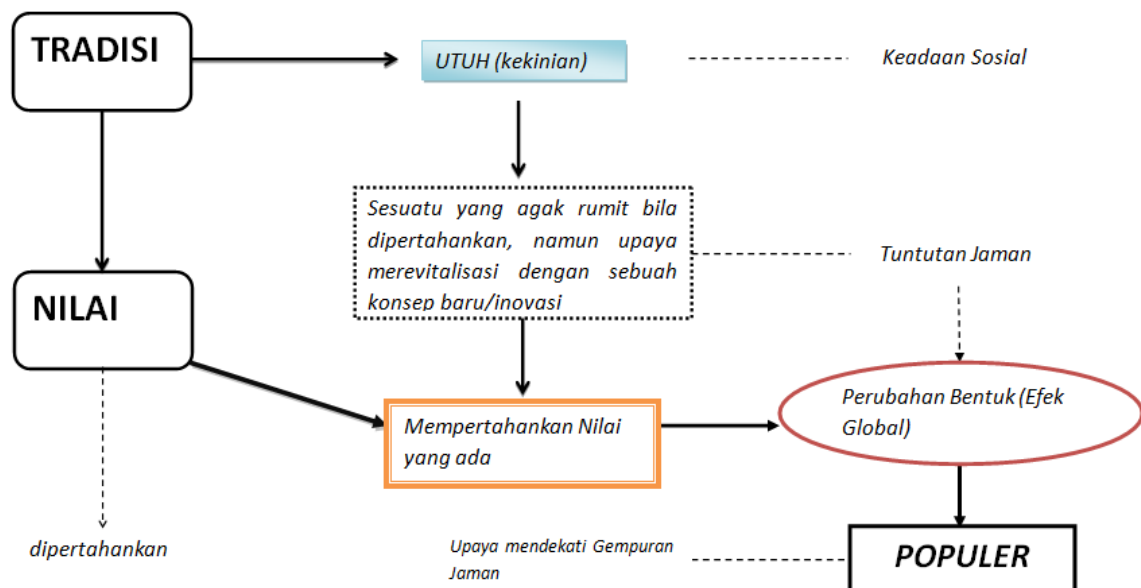 TRADISI
UTUH (kekinian)
Keadaan Sosial
Sesuatu yang agak rumit bila
dipertahankan, namun upaya
merevitalisasi dengan sebuah
konsep baru/inovasi
Tuntutan Jaman
NILAI
Mempertahankan Nilai
yang ada
Perubahan Bentuk (Efek
Global)
dipertahankan
Upaya mendekati Gempuran
Jaman
POPULER